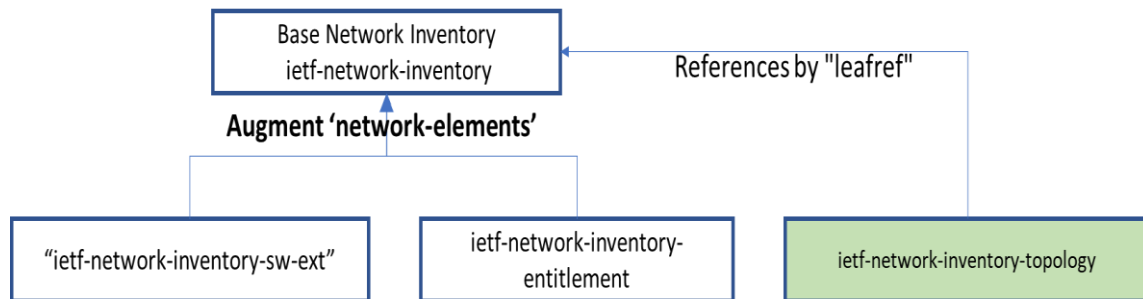 Base Network Inventory
ietf-network-inventory
References by "leafref"
Augment ‘network-elements’
“ietf-network-inventory-sw-ext”
ietf-network-inventory-
entitlement
ietf-network-inventory-topology